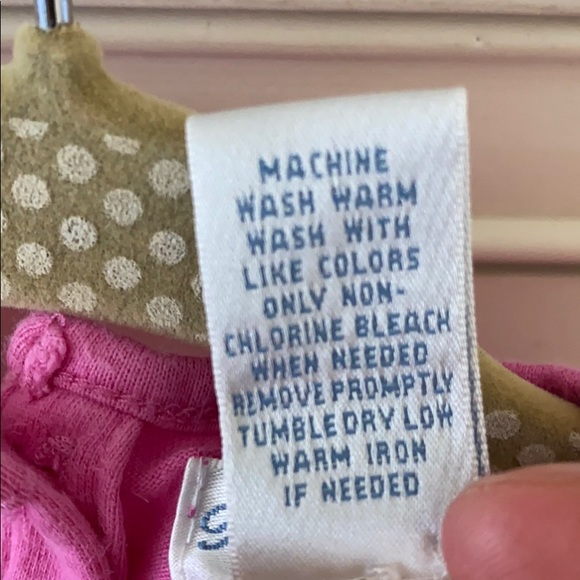 MACHINE
WASH WARM
WASH WITH
LIKE COLORS
ONLY NON-
CHLORINE BLEACH
WHEN NEEDED
REMOVE PROMPTLY
TUMBLE DRY LOW
WARM IRON
IF NEEDED
S